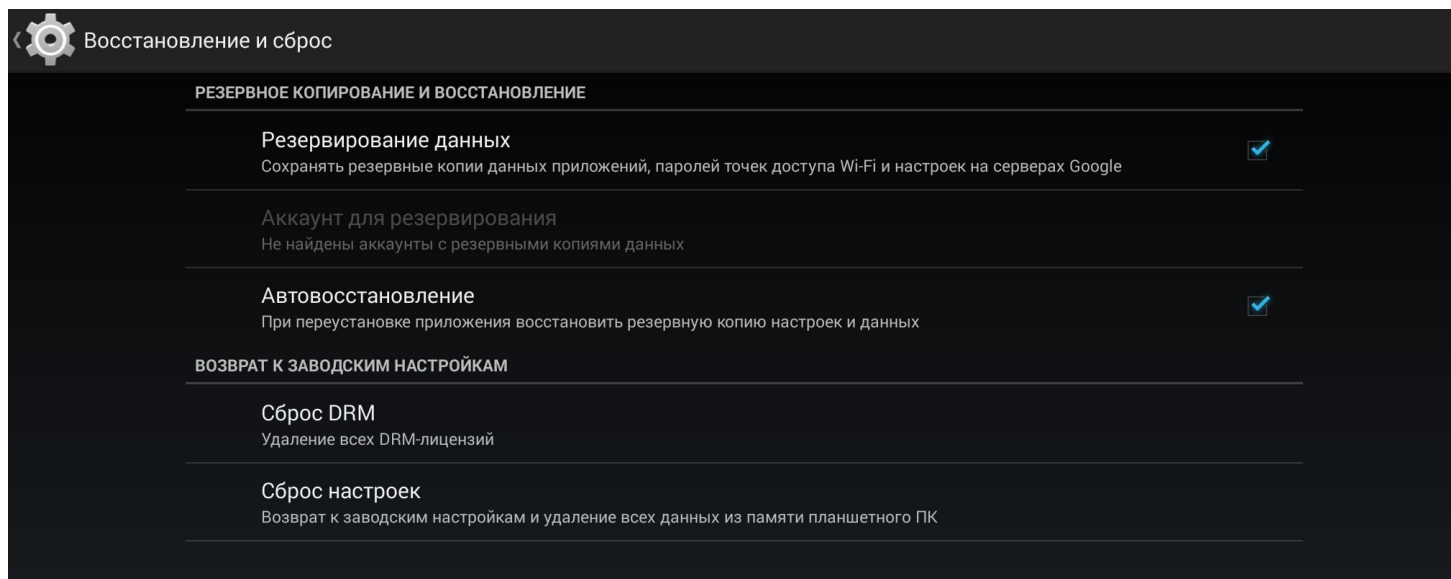 Восстановление и сброс
РЕЗЕРВНОЕ КОПИРОВАНИЕ И ВОССТАНОВЛЕНИЕ
Резервирование данных
Сохранять резервные копии данных приложений, паролей точек доступа Wi-Fi и настроек на серверах Google
Аккаунт для резервирования
Не найдены аккаунты с резервными копиями данных
Автовосстановление
При переустановке приложения восстановить резервную копию настроек и данных
ВОЗВРАТ К ЗАВОДСКИМ НАСТРОЙКАМ
Сброс DRM
Удаление всех DRM-лицензий
Сброс настроек
Возврат к заводским настройкам и удаление всех данных из памяти планшетного ПК